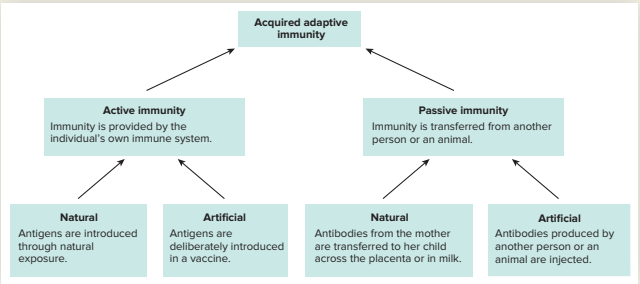 Acquired adaptive
immunity
Active immunity
Immunity is provided by the
individual's own immune system.
Passive immunity
Immunity is transferred from another
person or an animal.
Natural
Antigens are introduced
through natural
exposure.
Artificial
Antigens are
deliberately introduced
in a vaccine.
Natural
Antibodies from the mother
are transferred to her child
across the placenta or in milk.
Artificial
Antibodies produced by
another person or an
animal are injected.